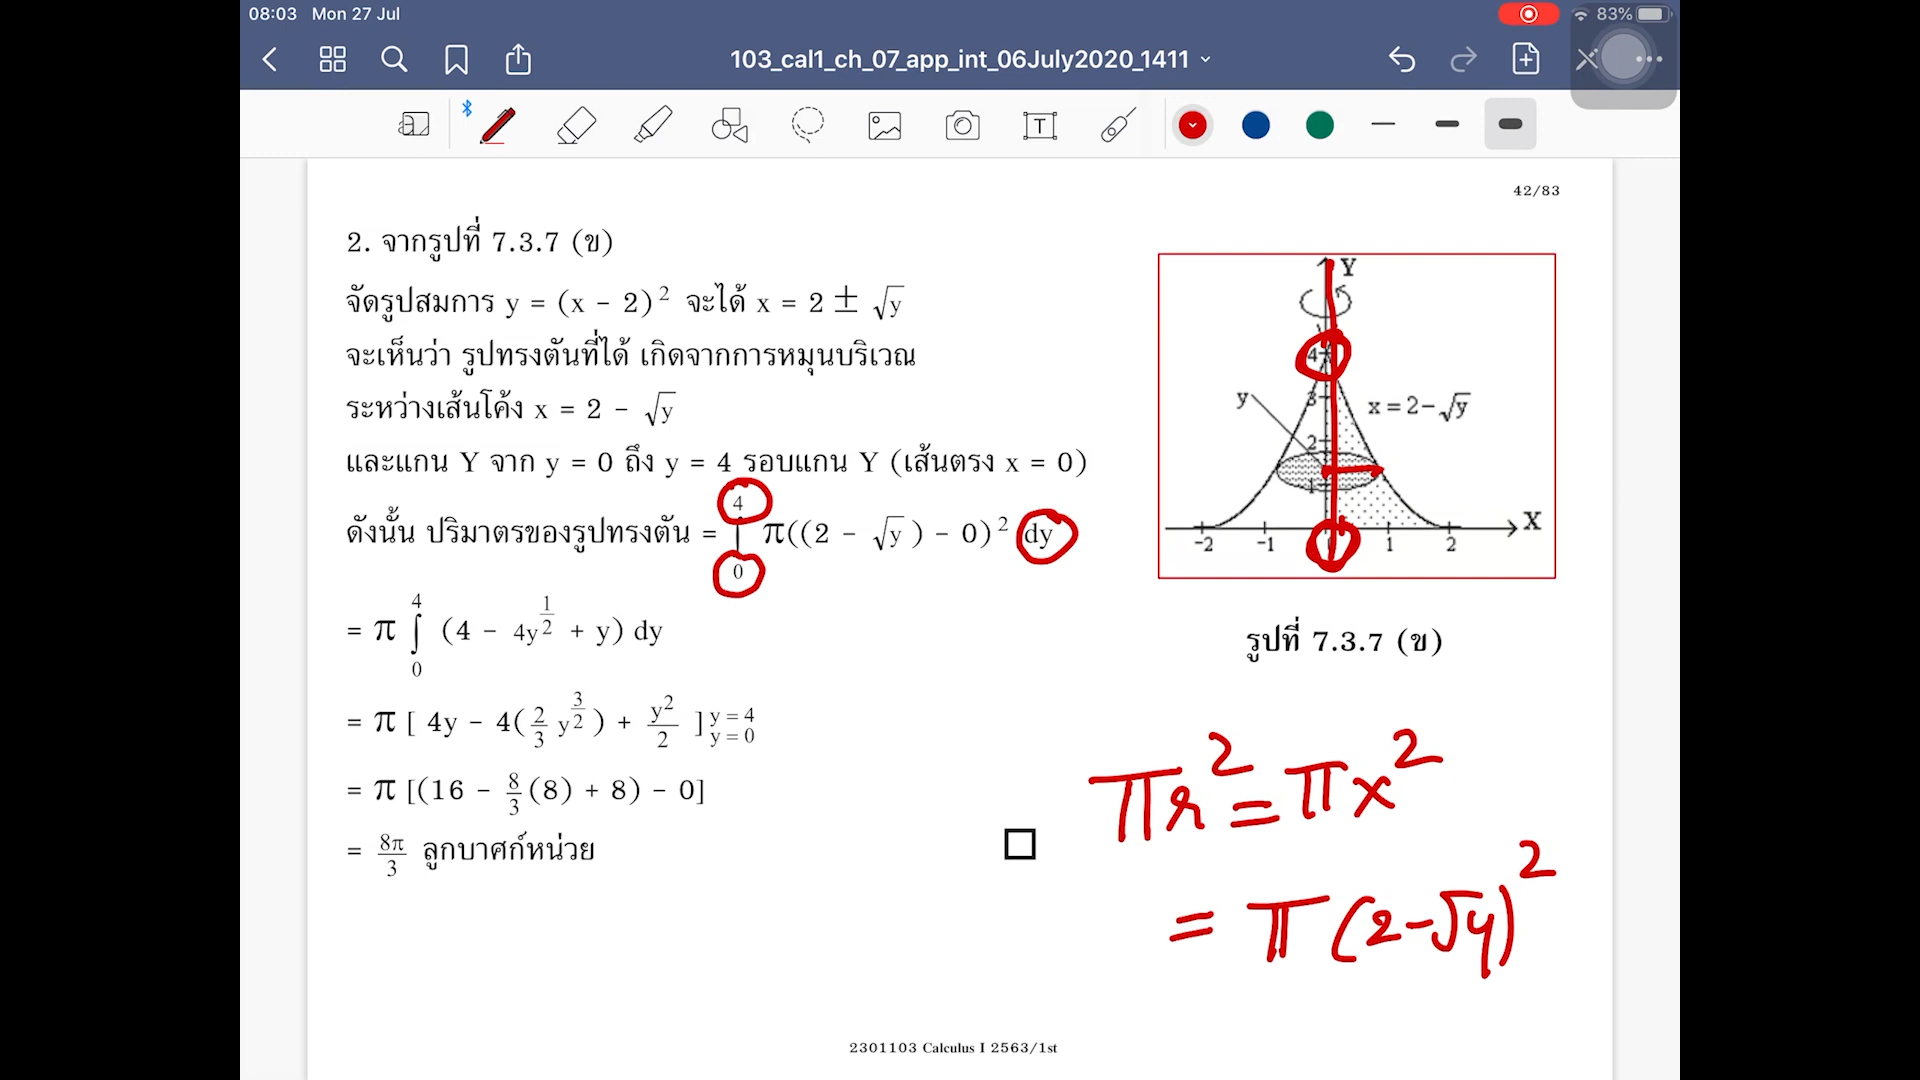 08:03 Mon 27 Jul
83%
103_cal1_ch_07_app_int_06July2020_1411
42/83
2. จากรูปที่ 7.3.7 (ข)
จัดรูปสมการ y = (x - 2)² จะได้ x = 2 ± √y
จะเห็นว่า รูปทรงตันที่ได้ เกิดจากการหมุนบริเวณ
ระหว่างเส้นโค้ง x = 2 - √y
และแกน Y จาก y = 0 ถึง y = 4 รอบแกน Y (เส้นตรง x = 0)
ดังนั้น ปริมาตรของรูปทรงตัน = ∫₀⁴ π((2 - √y) - 0)² dy
= π ∫₀⁴ (4 - 4y^(1/2) + y) dy
= π [ 4y - 4(2/3 y^(3/2)) + y²/2 ] y = 4 y = 0
= π [(16 - 8/3(8) + 8) - 0]
= 8π/3 ลูกบาศก์หน่วย
Y
4
3
y
x = 2 - √y
2
1
X
-2 -1 1 2
รูปที่ 7.3.7 (ข)
πr² = πx²
= π(2-√y)²
2301103 Calculus I 2563/1st